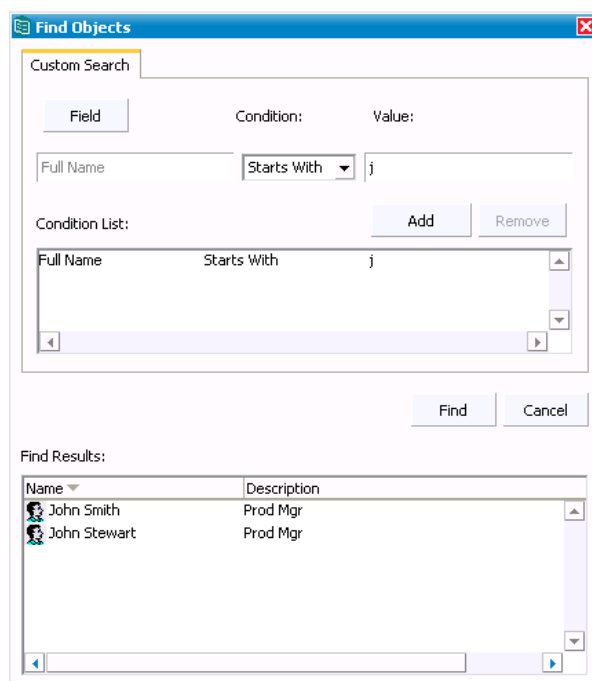 Find Objects
Custom Search
Field Condition: Value:
Full Name Starts With j
Condition List: Add Remove
Full Name Starts With j
Find Cancel
Find Results:
Name Description
John Smith Prod Mgr
John Stewart Prod Mgr